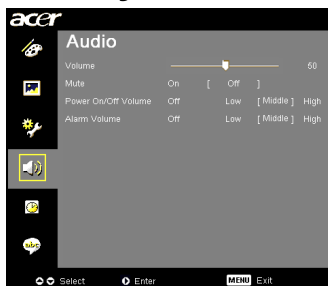 acer
Audio
Volume 50
Mute On [ Off ]
Power On/Off Volume Off Low [ Middle ] High
Alarm Volume Off Low [ Middle ] High
abc
Select Enter MENU Exit